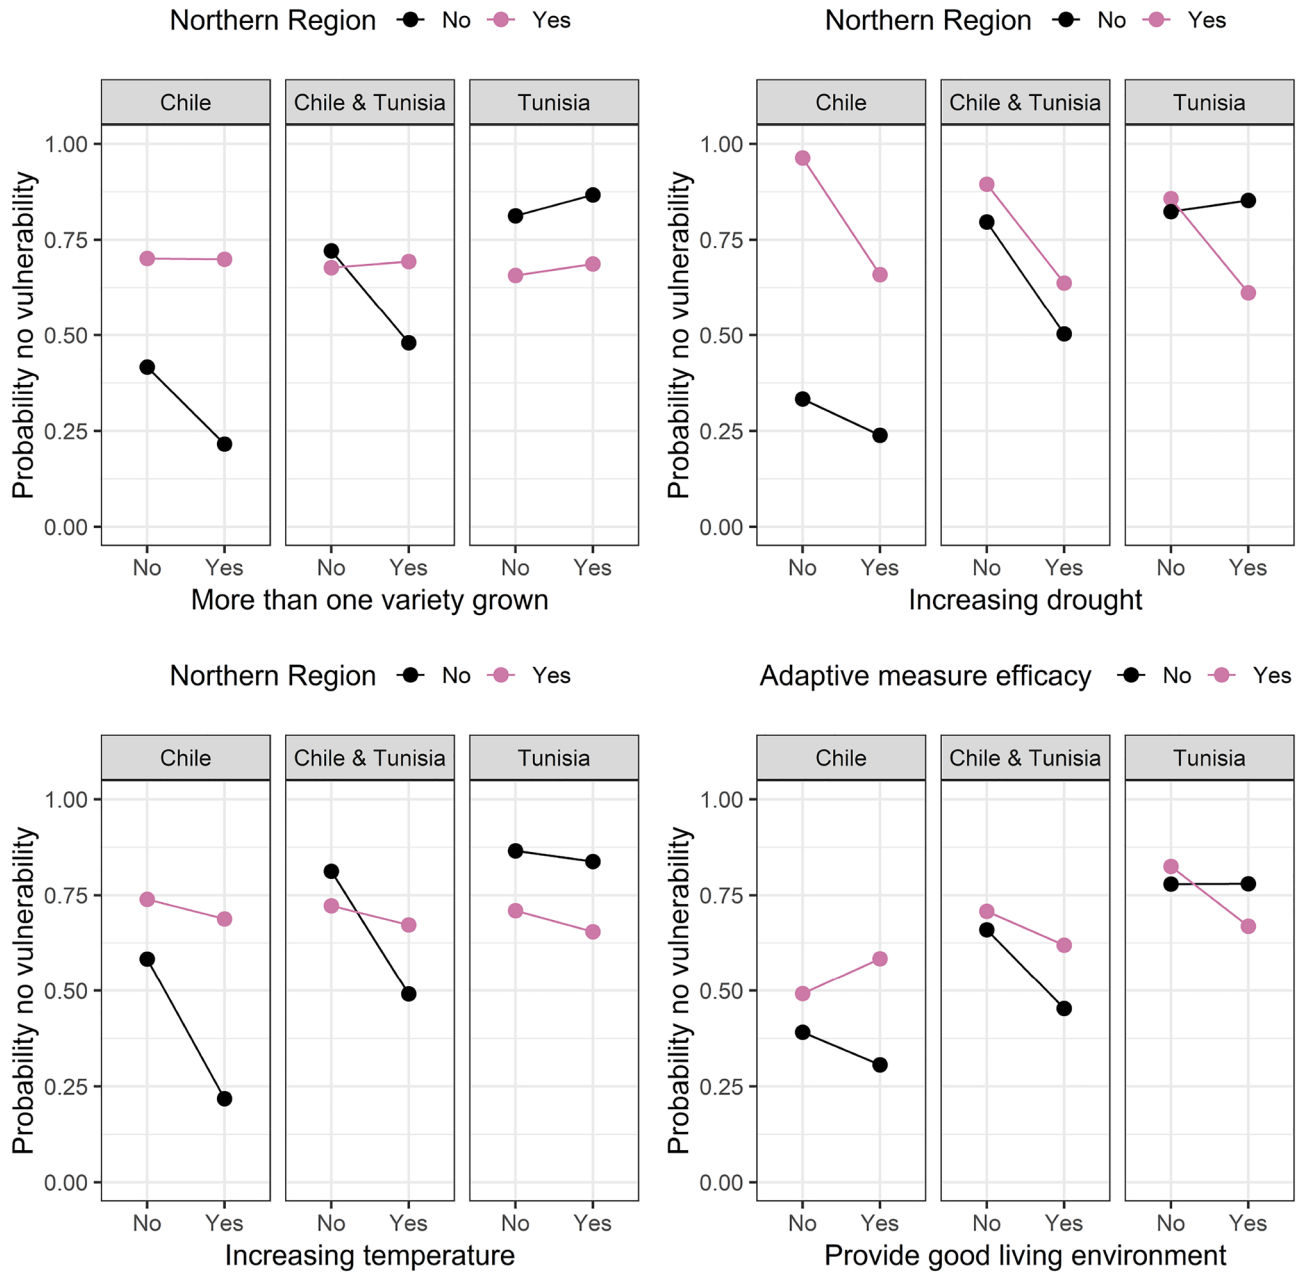 Northern Region No Yes
Chile Chile & Tunisia Tunisia
Probability no vulnerability
1.00
0.75
0.50
0.25
0.00
No Yes No Yes No Yes
More than one variety grown
Northern Region No Yes
Chile Chile & Tunisia Tunisia
Probability no vulnerability
1.00
0.75
0.50
0.25
0.00
No Yes No Yes No Yes
Increasing drought
Northern Region No Yes
Chile Chile & Tunisia Tunisia
Probability no vulnerability
1.00
0.75
0.50
0.25
0.00
No Yes No Yes No Yes
Increasing temperature
Adaptive measure efficacy No Yes
Chile Chile & Tunisia Tunisia
Probability no vulnerability
1.00
0.75
0.50
0.25
0.00
No Yes No Yes No Yes
Provide good living environment